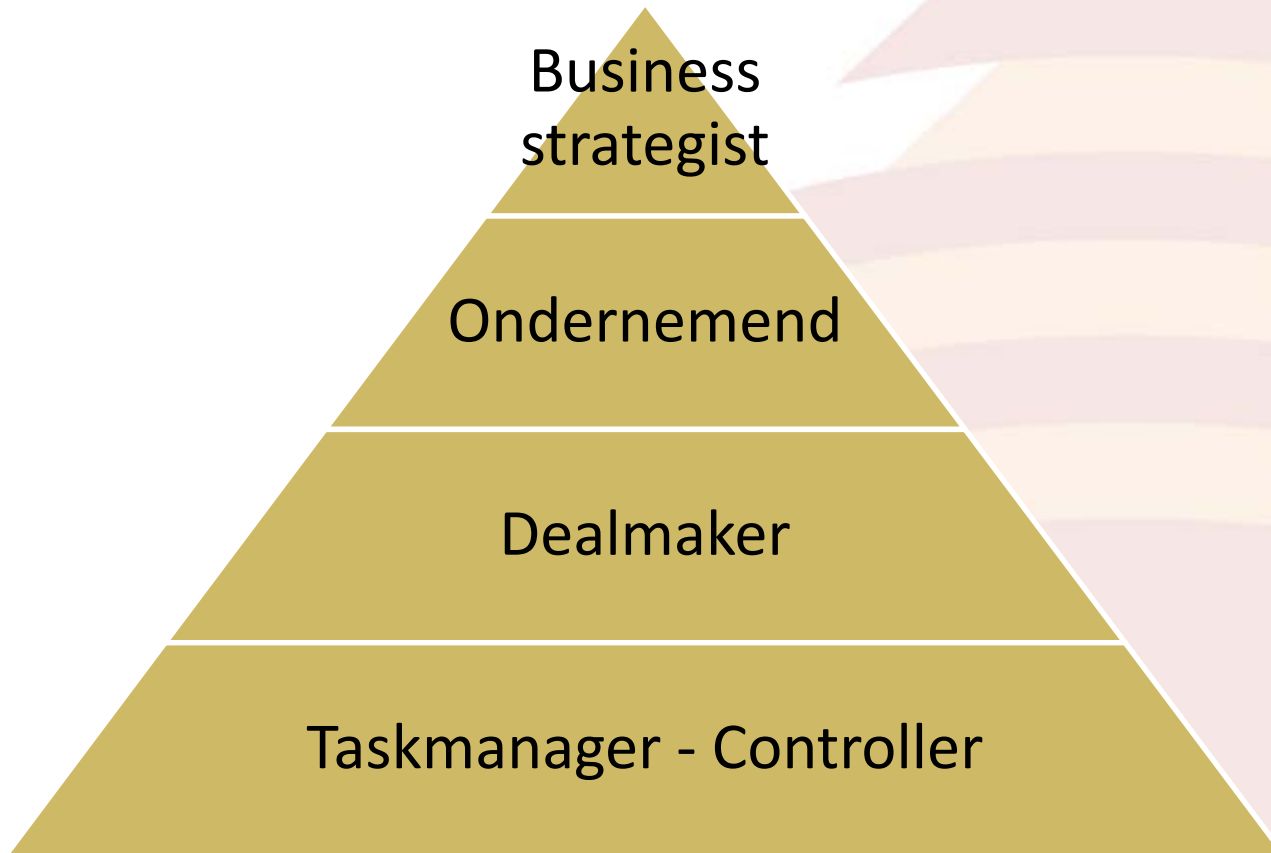 Business
strategist
Ondernemend
Dealmaker
Taskmanager - Controller